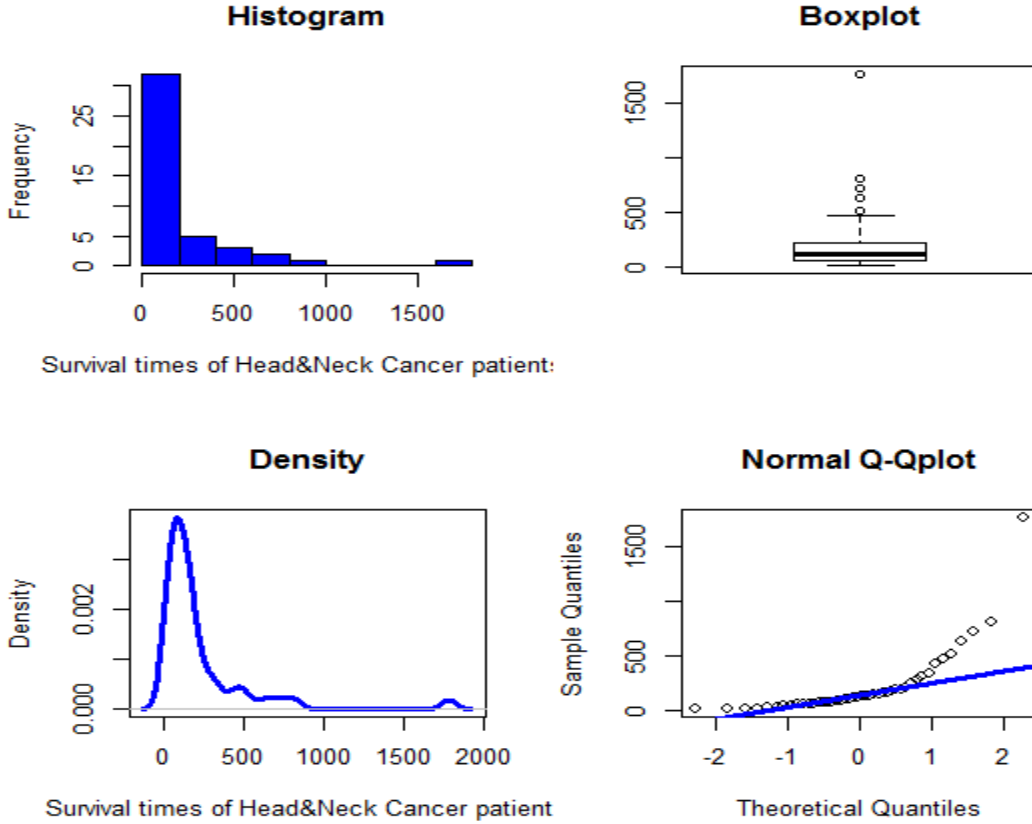 Histogram
Frequency
0 5 15 25
0 500 1000 1500
Survival times of Head&Neck Cancer patients
Boxplot
0 500 1500
Density
Density
0.000 0.002
0 500 1000 1500 2000
Survival times of Head&Neck Cancer patient
Normal Q-Qplot
Sample Quantiles
0 500 1500
-2 -1 0 1 2
Theoretical Quantiles